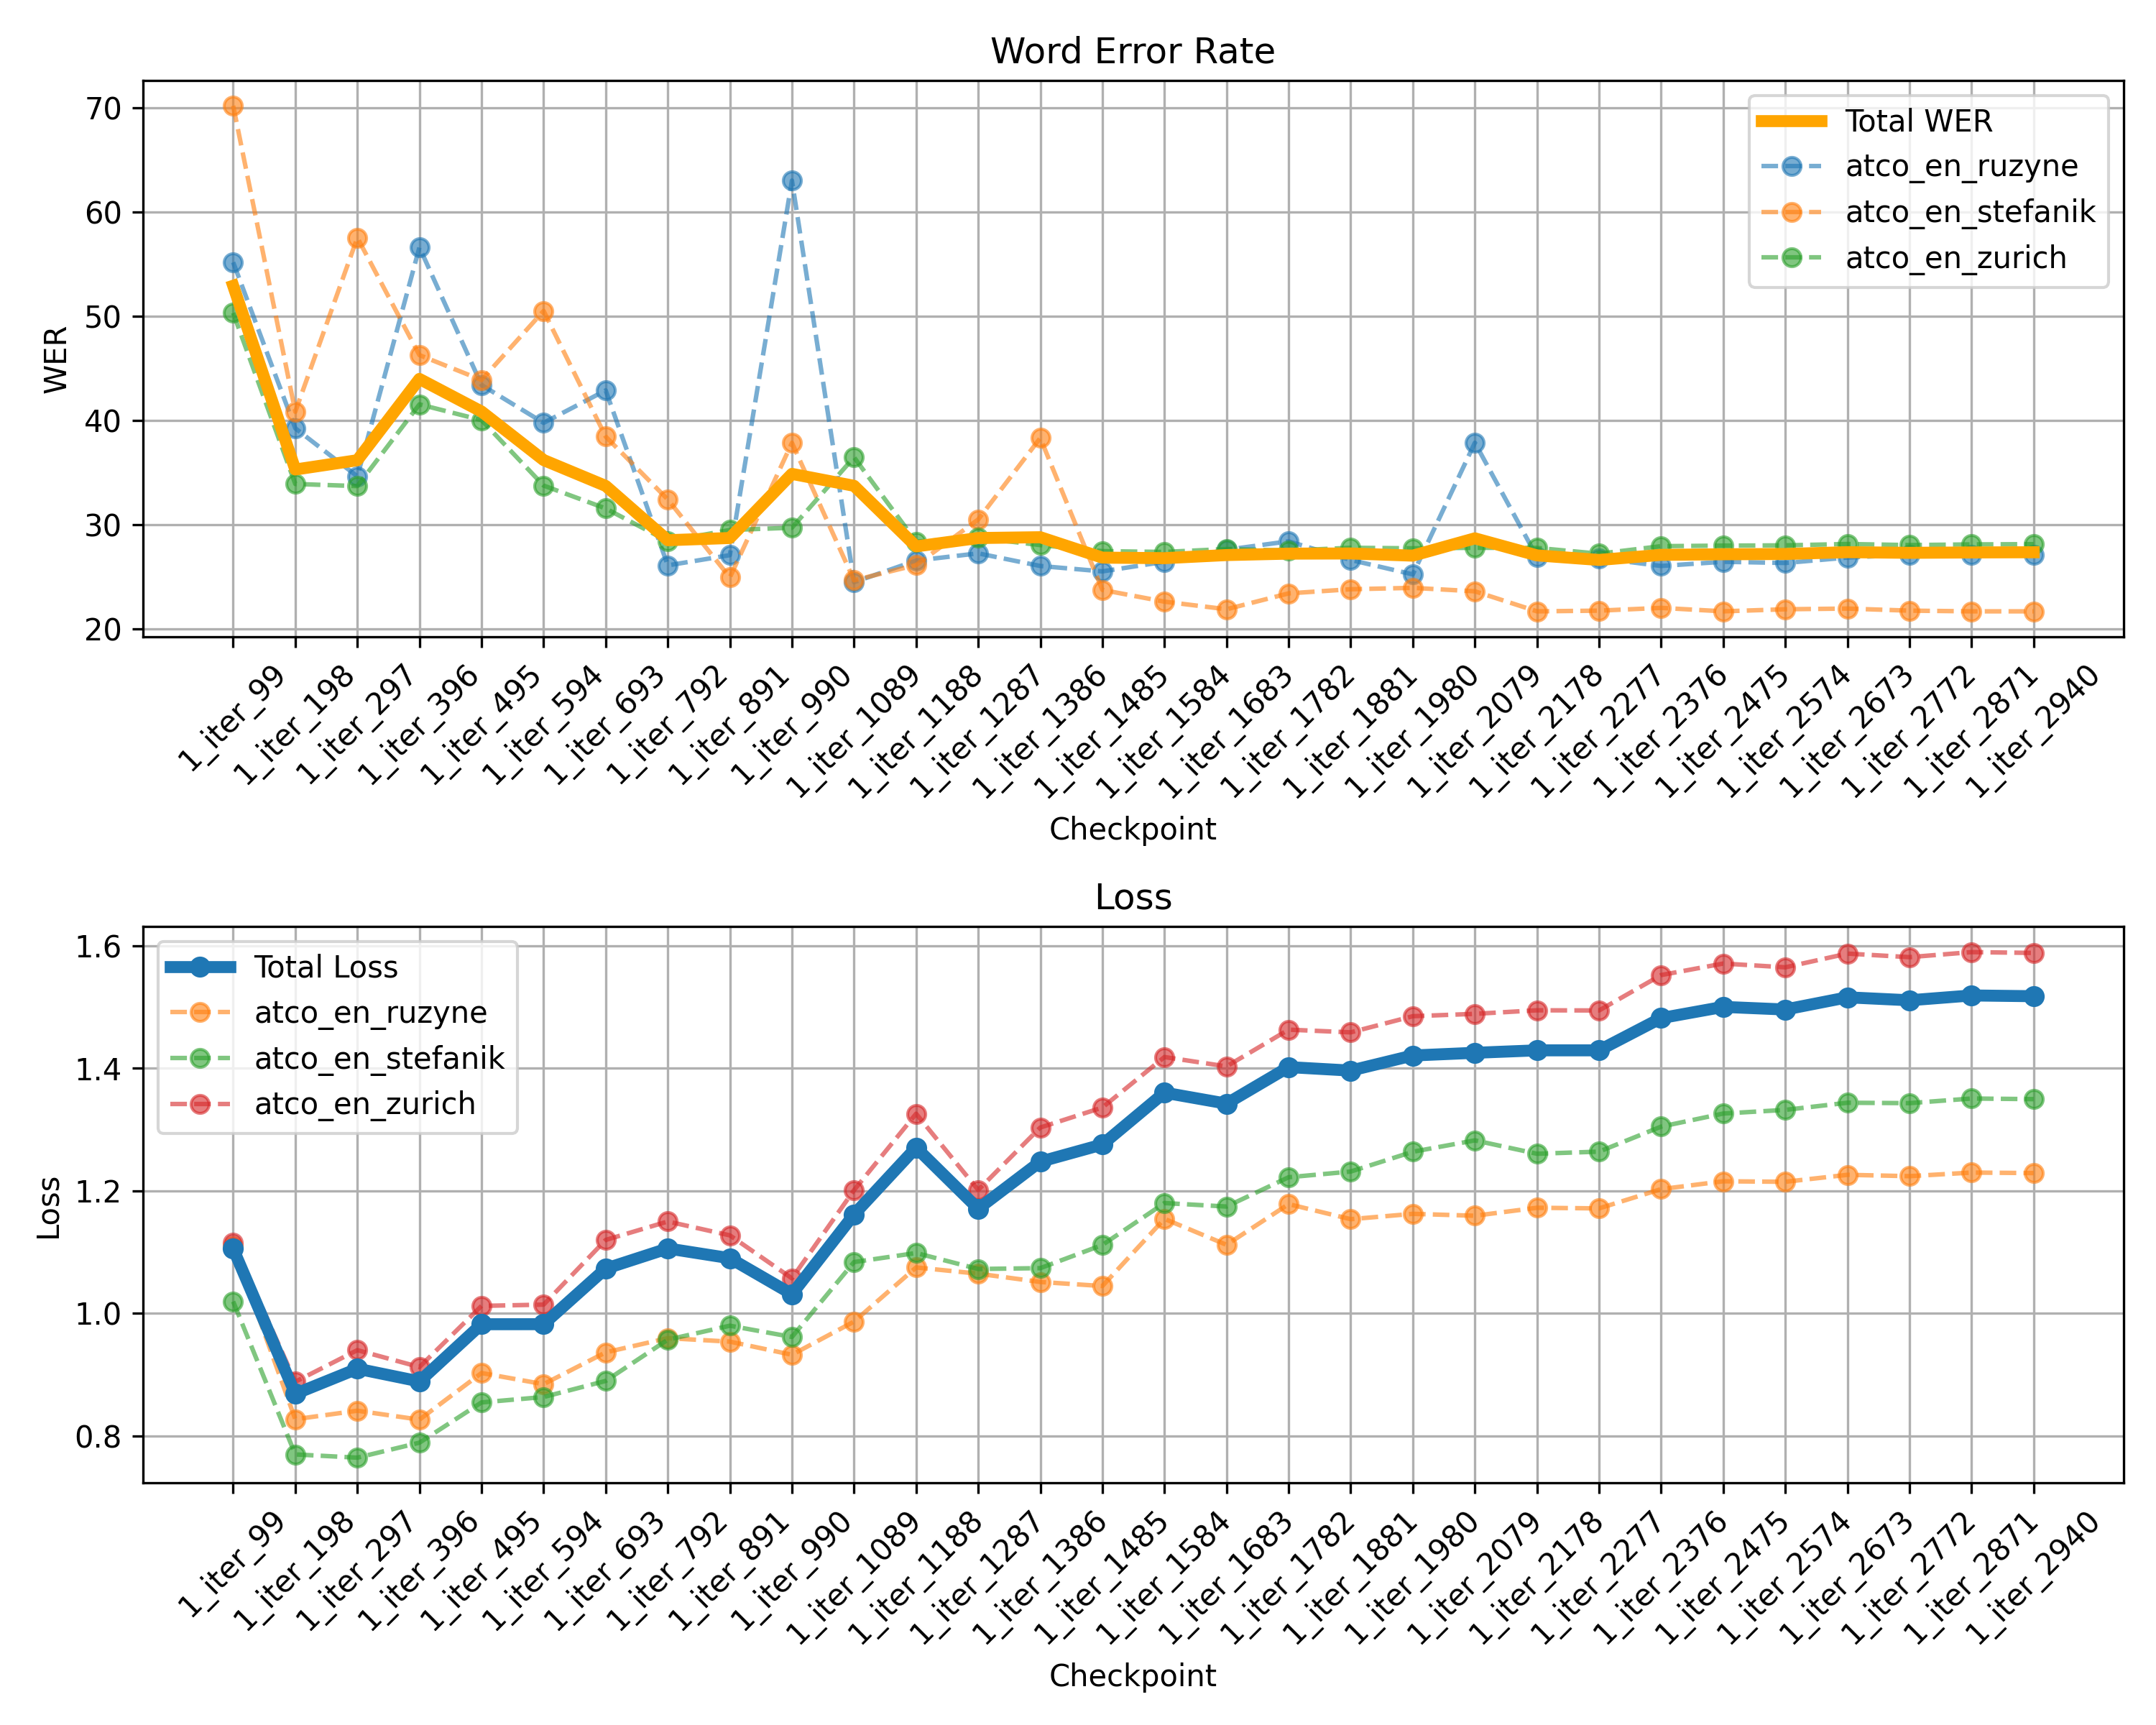 Word Error Rate
WER
70
60
50
40
30
20
Total WER
atco_en_ruzyne
atco_en_stefanik
atco_en_zurich
1_iter_99
1_iter_198
1_iter_297
1_iter_396
1_iter_495
1_iter_594
1_iter_693
1_iter_792
1_iter_891
1_iter_990
1_iter_1089
1_iter_1188
1_iter_1287
1_iter_1386
1_iter_1485
1_iter_1584
1_iter_1683
1_iter_1782
1_iter_1881
1_iter_1980
1_iter_2079
1_iter_2178
1_iter_2277
1_iter_2376
1_iter_2475
1_iter_2574
1_iter_2673
1_iter_2772
1_iter_2871
1_iter_2940
Checkpoint
Loss
Loss
1.6
1.4
1.2
1.0
0.8
Total Loss
atco_en_ruzyne
atco_en_stefanik
atco_en_zurich
1_iter_99
1_iter_198
1_iter_297
1_iter_396
1_iter_495
1_iter_594
1_iter_693
1_iter_792
1_iter_891
1_iter_990
1_iter_1089
1_iter_1188
1_iter_1287
1_iter_1386
1_iter_1485
1_iter_1584
1_iter_1683
1_iter_1782
1_iter_1881
1_iter_1980
1_iter_2079
1_iter_2178
1_iter_2277
1_iter_2376
1_iter_2475
1_iter_2574
1_iter_2673
1_iter_2772
1_iter_2871
1_iter_2940
Checkpoint